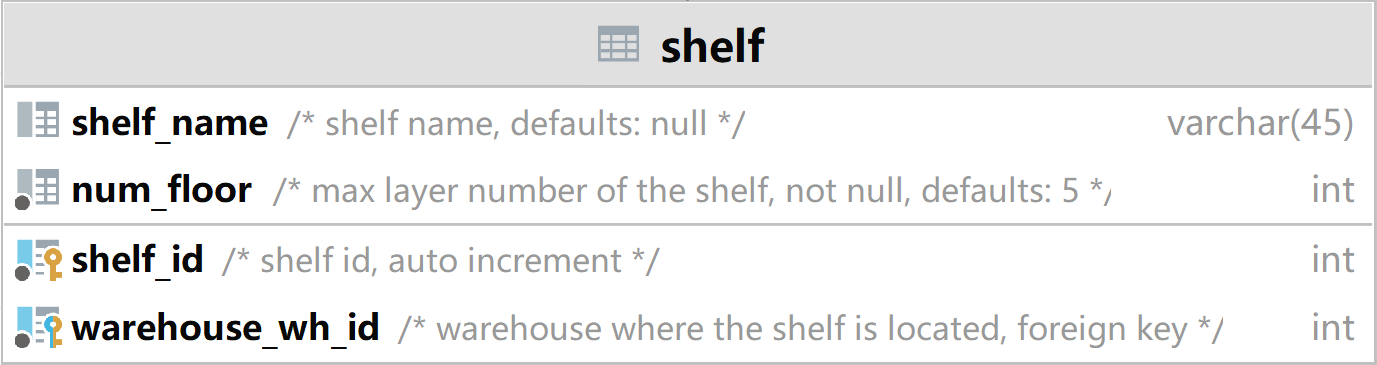 shelf
shelf_name /* shelf name, defaults: null */ varchar(45)
num_floor /* max layer number of the shelf, not null, defaults: 5 */ int
shelf_id /* shelf id, auto increment */ int
warehouse_wh_id /* warehouse where the shelf is located, foreign key */ int